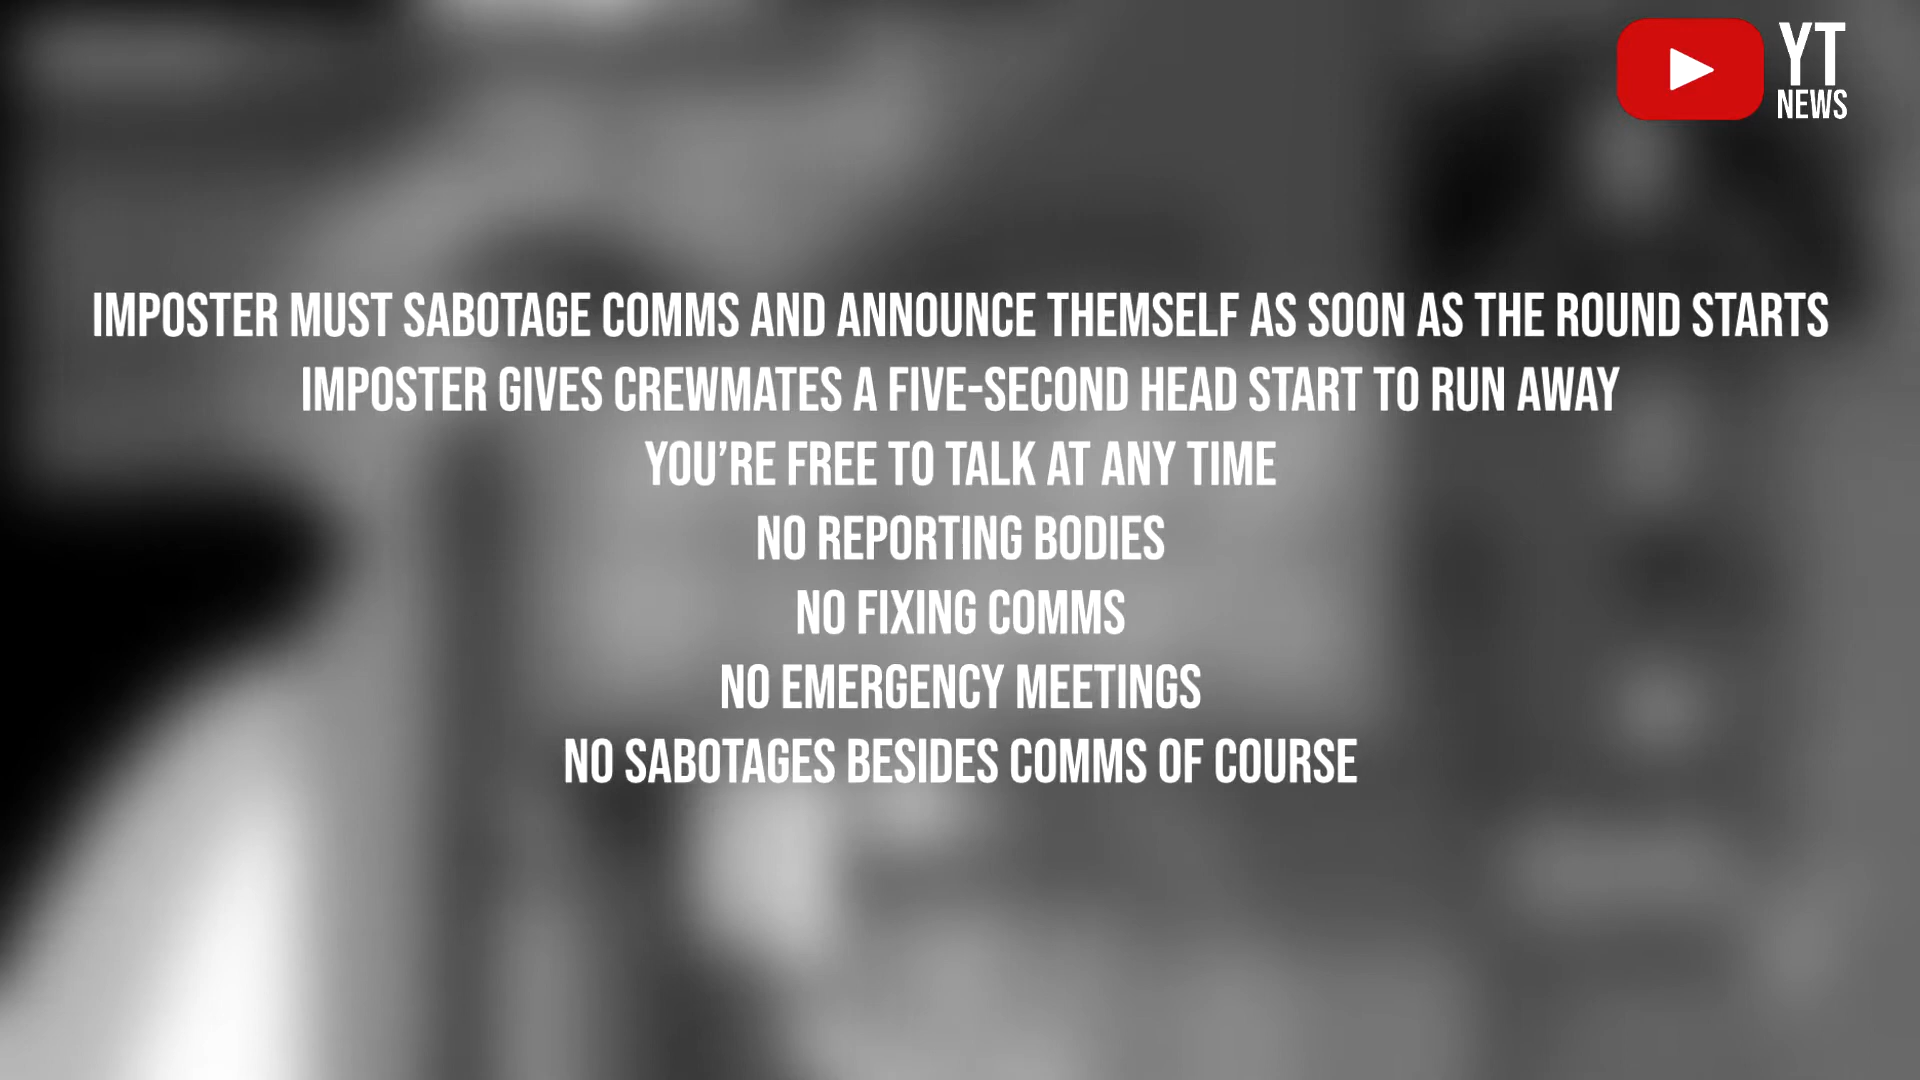 YT
NEWS
IMPOSTER MUST SABOTAGE COMMS AND ANNOUNCE THEMSELF AS SOON AS THE ROUND STARTS
IMPOSTER GIVES CREWMATES A FIVE-SECOND HEAD START TO RUN AWAY
YOU’RE FREE TO TALK AT ANY TIME
NO REPORTING BODIES
NO FIXING COMMS
NO EMERGENCY MEETINGS
NO SABOTAGES BESIDES COMMS OF COURSE